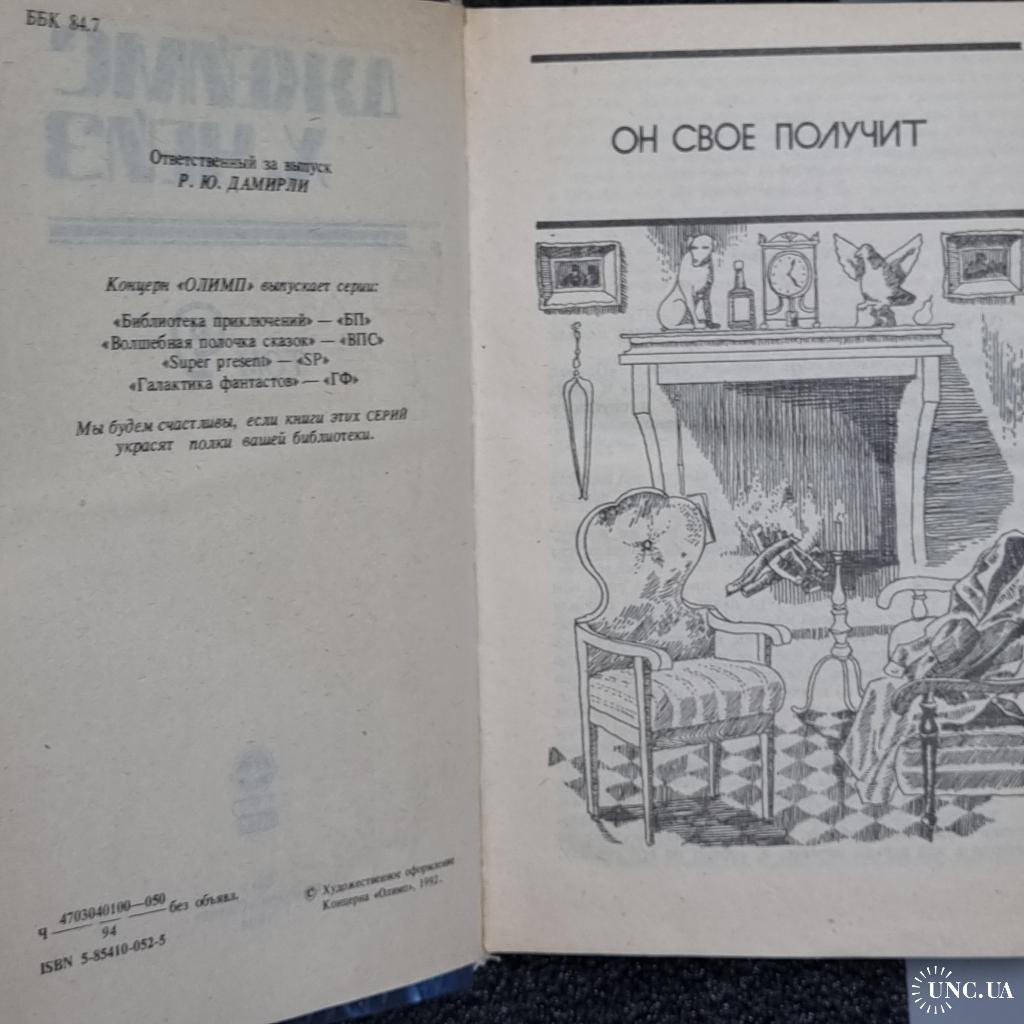 ББК 84.7
Ответственный за выпуск
Р. Ю. ДАМИРЛИ
Концерн «ОЛИМП» выпускает серии:
«Библиотека приключений» — «БП»
«Волшебная полочка сказок» — «ВПС»
«Super present» — «SP»
«Галактика фантастов» — «ГФ»
Мы будем счастливы, если книги этих СЕРИЙ
украсят полки вашей библиотеки.
Ч 4703040100—050 без объявл.
94
ISBN 5-85410-052-5
© Художественное оформление
Концерна «Олимп», 1992.
ОН СВОЕ ПОЛУЧИТ
UNC.UA